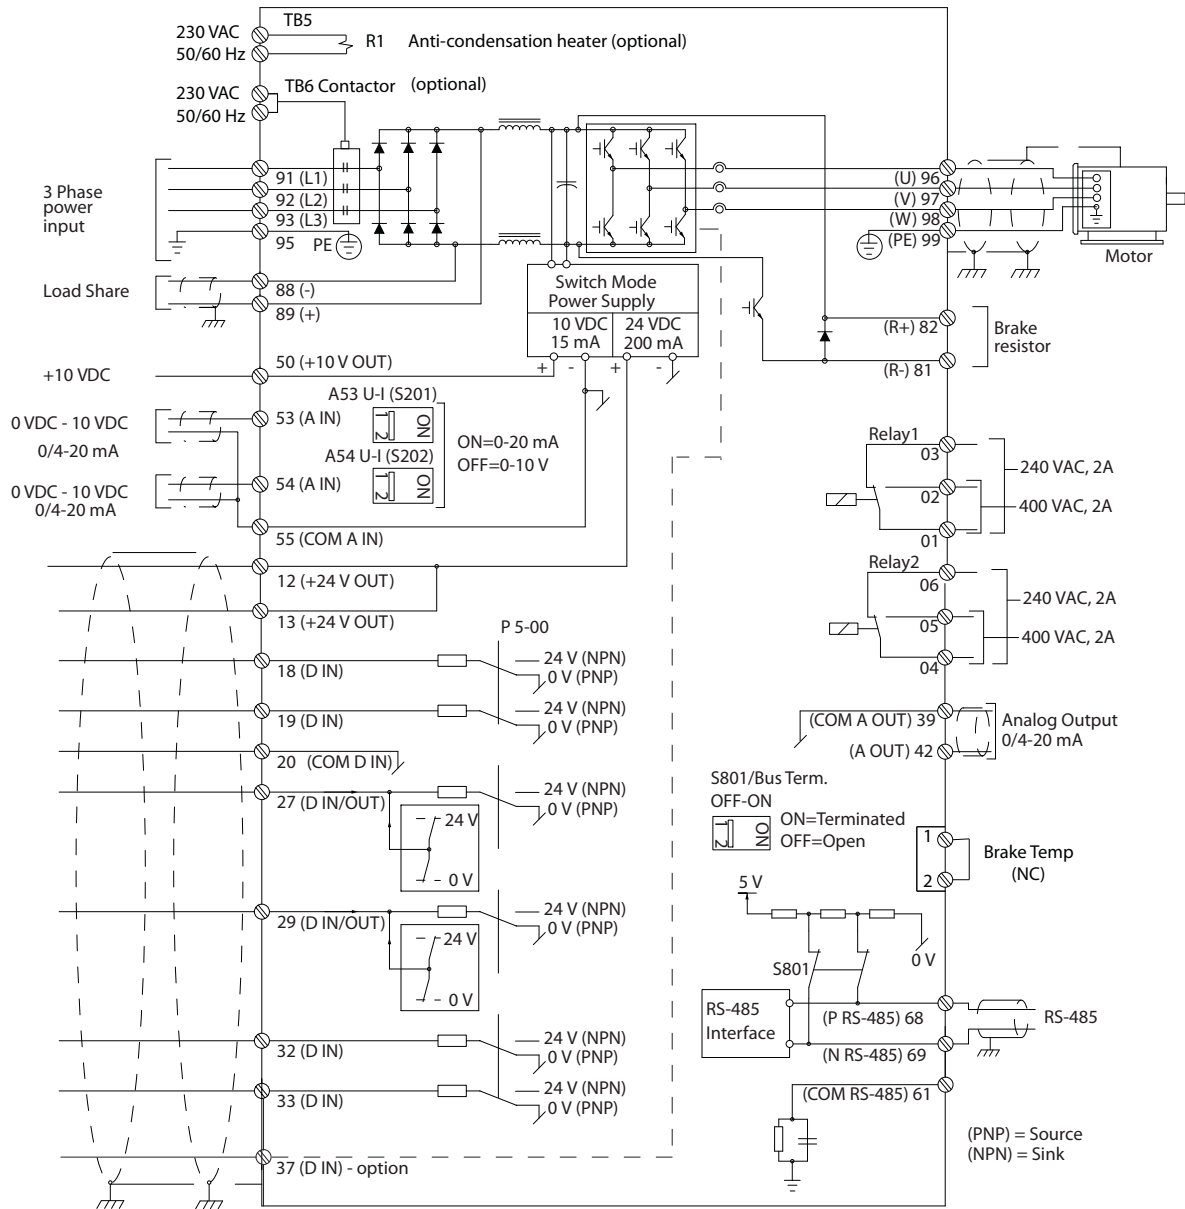 TB5
230 VAC
50/60 Hz
R1
Anti-condensation heater (optional)
TB6 Contactor (optional)
230 VAC
50/60 Hz
3 Phase
power
input
91 (L1)
92 (L2)
93 (L3)
95
PE
(U) 96
(V) 97
(W) 98
(PE) 99
Motor
Load Share
88 (-)
89 (+)
Switch Mode
Power Supply
10 VDC
15 mA
24 VDC
200 mA
+ - + -
(R+) 82
(R-) 81
Brake
resistor
+10 VDC
50 (+10 V OUT)
0 VDC - 10 VDC
0/4-20 mA
53 (A IN)
A53 U-I (S201)
1 2
ON
A54 U-I (S202)
1 2
ON
ON=0-20 mA
OFF=0-10 V
0 VDC - 10 VDC
0/4-20 mA
54 (A IN)
55 (COM A IN)
12 (+24 V OUT)
13 (+24 V OUT)
Relay1
03
02
01
240 VAC, 2A
400 VAC, 2A
Relay2
06
05
04
240 VAC, 2A
400 VAC, 2A
P 5-00
18 (D IN)
24 V (NPN)
0 V (PNP)
19 (D IN)
24 V (NPN)
0 V (PNP)
20 (COM D IN)
27 (D IN/OUT)
24 V (NPN)
0 V (PNP)
24 V
0 V
29 (D IN/OUT)
24 V (NPN)
0 V (PNP)
24 V
0 V
32 (D IN)
24 V (NPN)
0 V (PNP)
33 (D IN)
24 V (NPN)
0 V (PNP)
37 (D IN) - option
(COM A OUT) 39
(A OUT) 42
Analog Output
0/4-20 mA
S801/Bus Term.
OFF-ON
1 2
ON
ON=Terminated
OFF=Open
1
2
Brake Temp
(NC)
5 V
0 V
S801
RS-485
Interface
(P RS-485) 68
(N RS-485) 69
RS-485
(COM RS-485) 61
(PNP) = Source
(NPN) = Sink